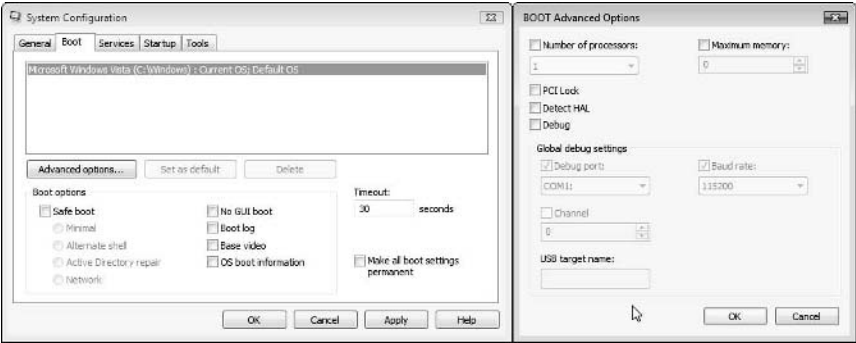 System Configuration
General Boot Services Startup Tools
Microsoft Windows Vista (C:\Windows) : Current OS; Default OS
Advanced options... Set as default Delete
Boot options
Safe boot
Minimal
Alternate shell
Active Directory repair
Network
No GUI boot
Boot log
Base video
OS boot information
Timeout:
30 seconds
Make all boot settings
permanent
OK Cancel Apply Help
BOOT Advanced Options
Number of processors: Maximum memory:
1 0
PCI Lock
Detect HAL
Debug
Global debug settings
Debug port: Baud rate:
COM1: 115200
Channel
0
USB target name:
OK Cancel